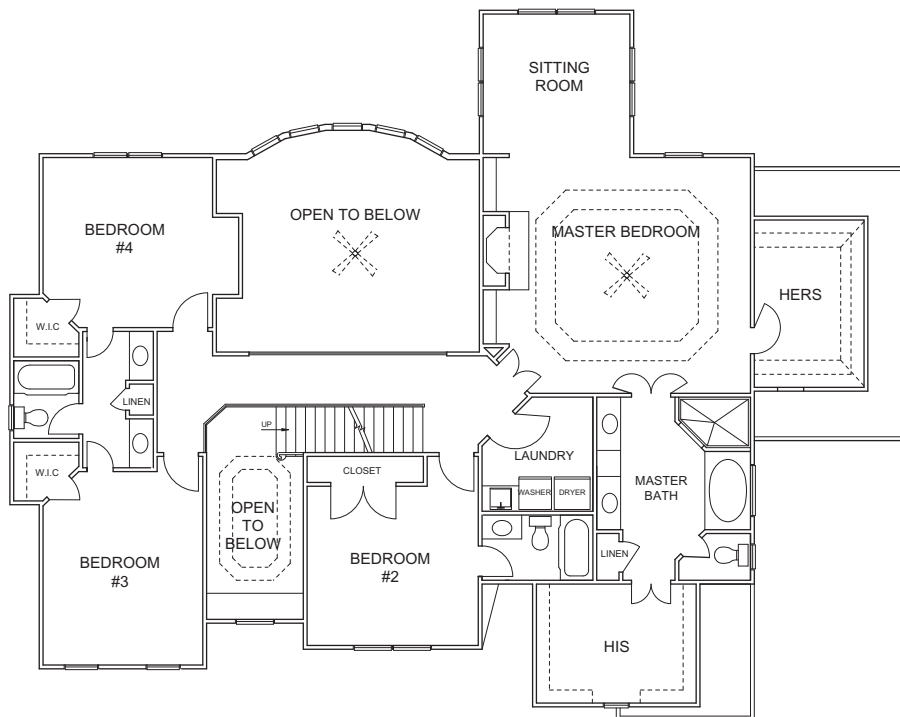 SITTING
ROOM
OPEN TO BELOW
BEDROOM
#4
MASTER BEDROOM
HERS
W.I.C
LINEN
UP
LAUNDRY
W.I.C
CLOSET
WASHER
DRYER
MASTER
BATH
OPEN
TO
BELOW
BEDROOM
#3
BEDROOM
#2
LINEN
HIS